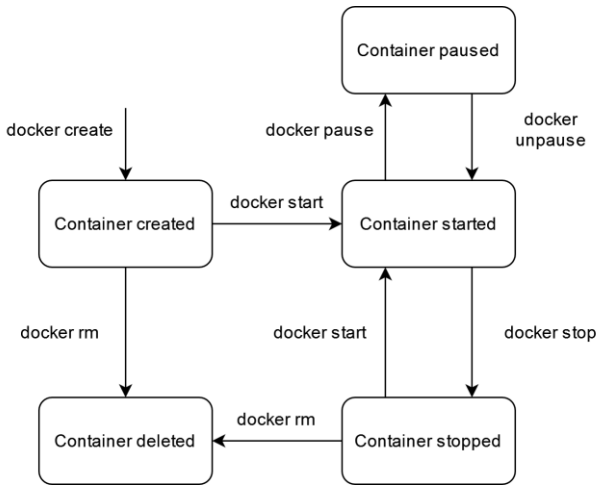 Container paused
docker create
docker pause
docker
unpause
Container created
docker start
Container started
docker rm
docker start
docker stop
Container deleted
docker rm
Container stopped